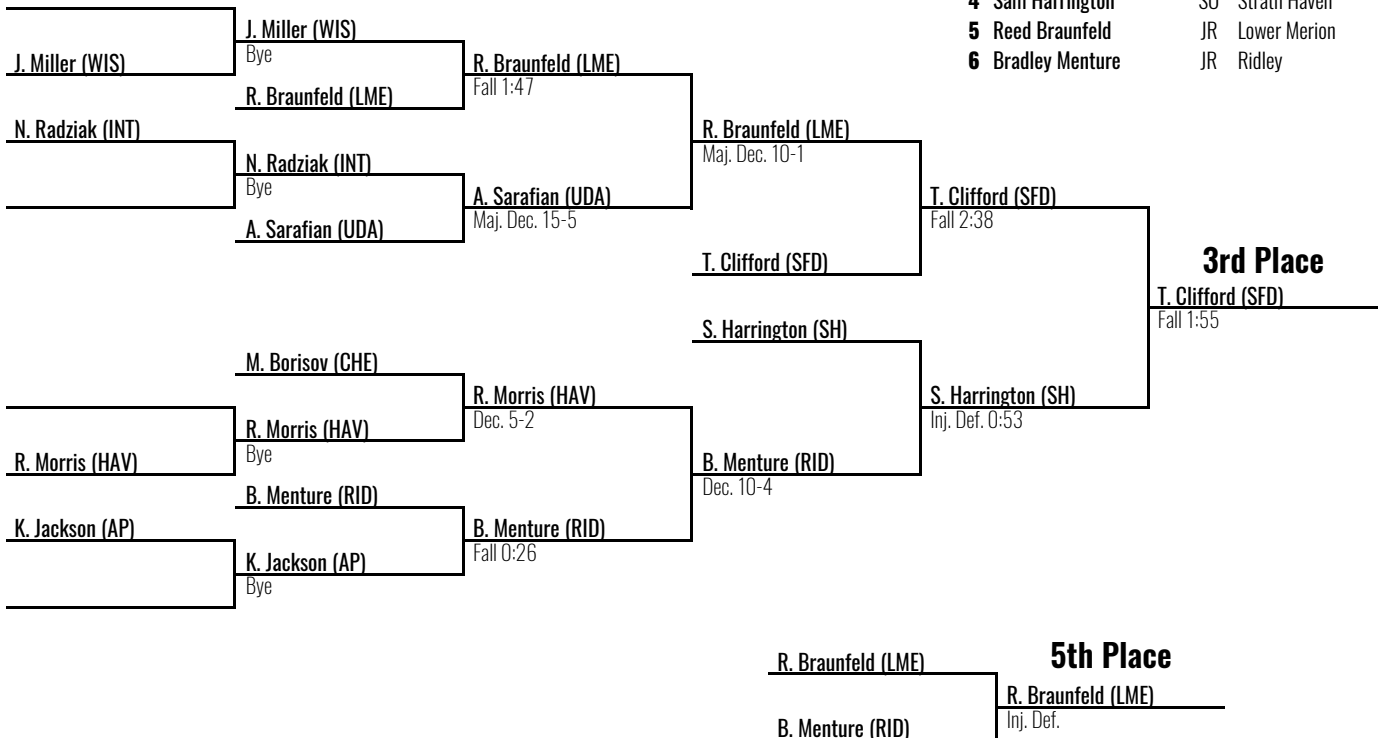 4 Sam Harrington SO Strath Haven
5 Reed Braunfeld JR Lower Merion
6 Bradley Menture JR Ridley
J. Miller (WIS)
J. Miller (WIS)
Bye
R. Braunfeld (LME)
R. Braunfeld (LME)
Fall 1:47
N. Radziak (INT)
N. Radziak (INT)
Bye
A. Sarafian (UDA)
A. Sarafian (UDA)
Maj. Dec. 15-5
R. Braunfeld (LME)
Maj. Dec. 10-1
T. Clifford (SFD)
T. Clifford (SFD)
Fall 2:38
3rd Place
T. Clifford (SFD)
Fall 1:55
S. Harrington (SH)
S. Harrington (SH)
Inj. Def. 0:53
M. Borisov (CHE)
R. Morris (HAV)
R. Morris (HAV)
Bye
R. Morris (HAV)
Dec. 5-2
B. Menture (RID)
Dec. 10-4
B. Menture (RID)
K. Jackson (AP)
K. Jackson (AP)
Bye
B. Menture (RID)
Fall 0:26
5th Place
R. Braunfeld (LME)
R. Braunfeld (LME)
Inj. Def.
B. Menture (RID)